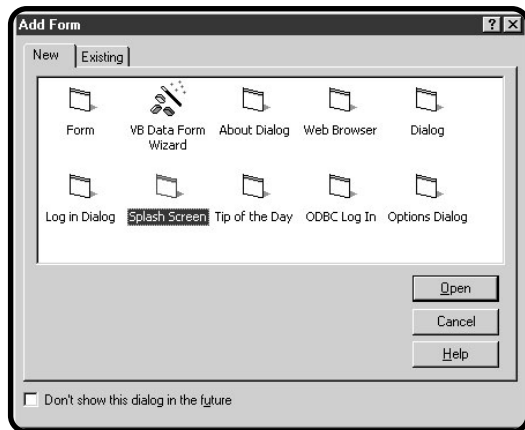 Add Form
New Existing
Form VB Data Form Wizard About Dialog Web Browser Dialog
Log in Dialog Splash Screen Tip of the Day ODBC Log In Options Dialog
Open
Cancel
Help
Don't show this dialog in the future